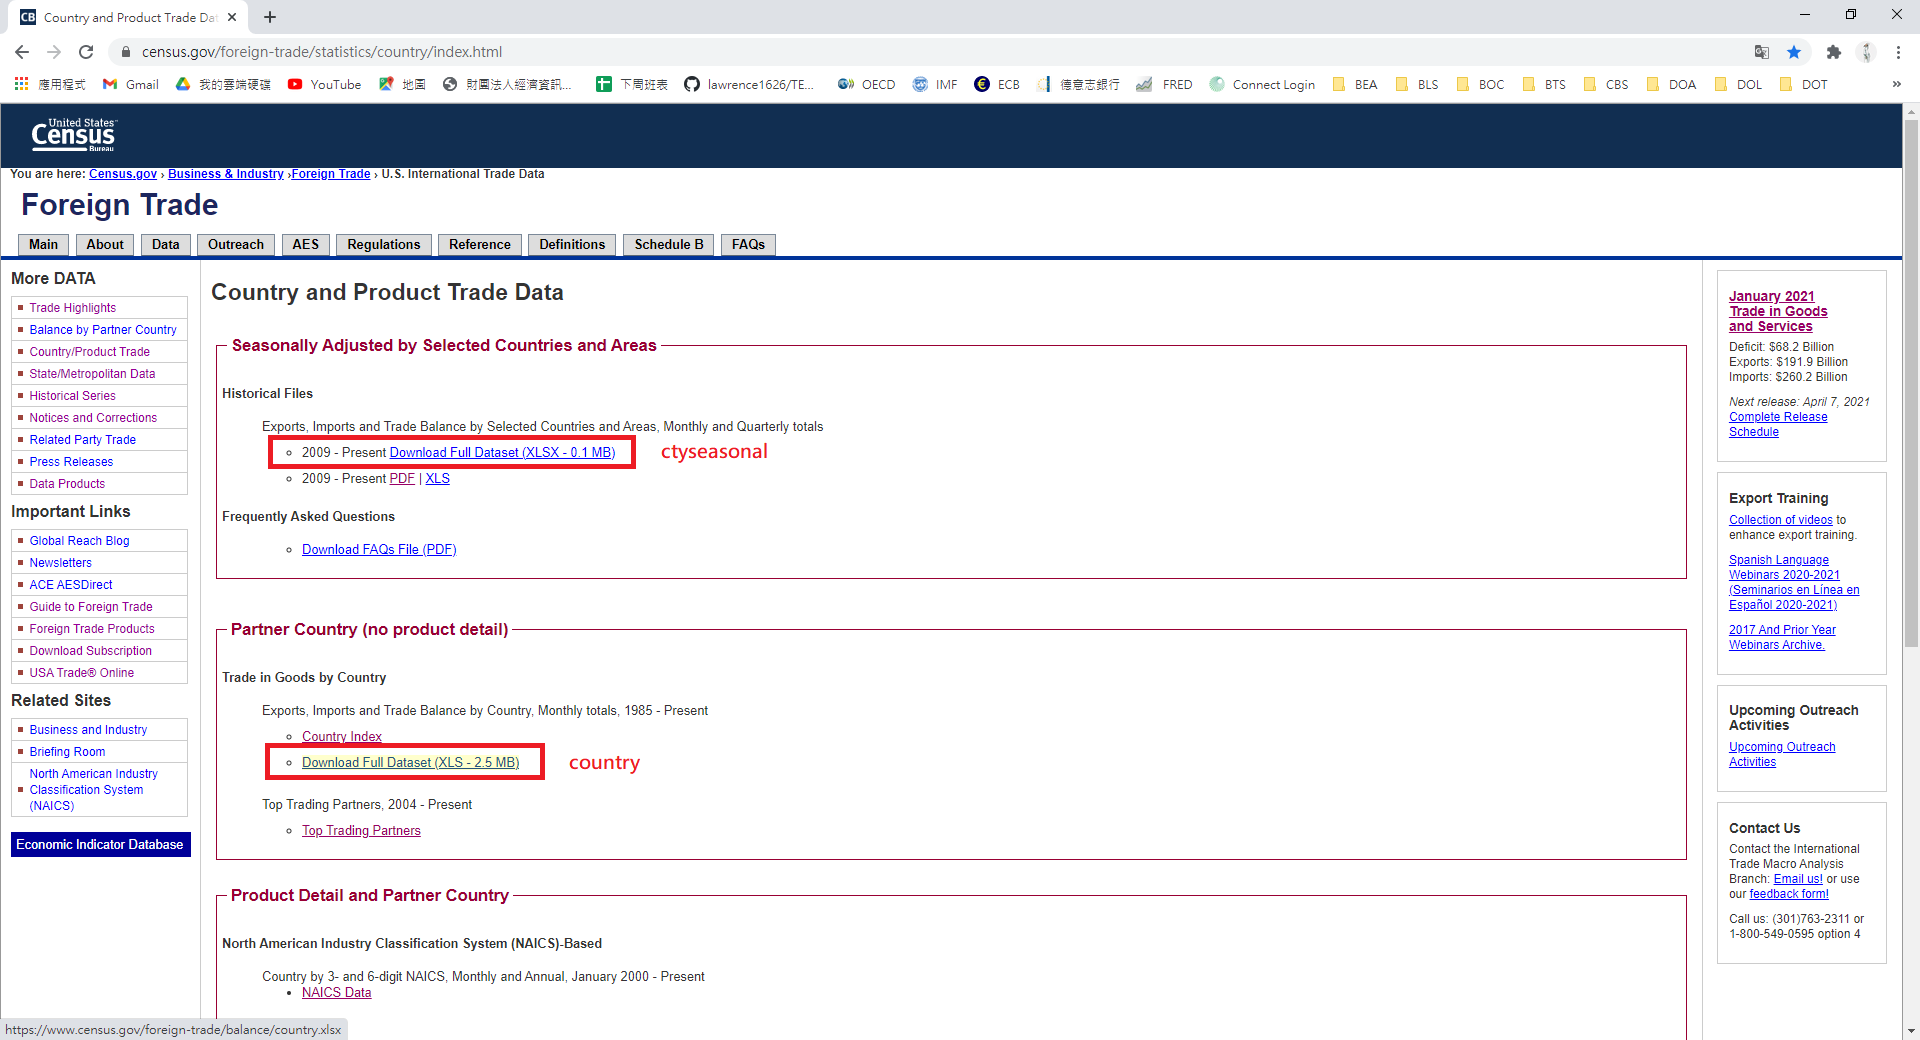 Country and Product Trade Dat
census.gov/foreign-trade/statistics/country/index.html
應用程式 Gmail 我的雲端硬碟 YouTube 地圖 財團法人經濟資訊... 下周班表 lawrence1626/TE... OECD IMF ECB 德意志銀行 FRED Connect Login BEA BLS BOC BTS CBS DOA DOL DOT »
United States™
Census
Bureau
You are here: Census.gov › Business & Industry ›Foreign Trade › U.S. International Trade Data
Foreign Trade
Main About Data Outreach AES Regulations Reference Definitions Schedule B FAQs
More DATA
Trade Highlights
Balance by Partner Country
Country/Product Trade
State/Metropolitan Data
Historical Series
Notices and Corrections
Related Party Trade
Press Releases
Data Products
Important Links
Global Reach Blog
Newsletters
ACE AESDirect
Guide to Foreign Trade
Foreign Trade Products
Download Subscription
USA Trade® Online
Related Sites
Business and Industry
Briefing Room
North American Industry
Classification System
(NAICS)
Economic Indicator Database
Country and Product Trade Data
Seasonally Adjusted by Selected Countries and Areas
Historical Files
Exports, Imports and Trade Balance by Selected Countries and Areas, Monthly and Quarterly totals
2009 - Present Download Full Dataset (XLSX - 0.1 MB) ctyseasonal
2009 - Present PDF | XLS
Frequently Asked Questions
Download FAQs File (PDF)
Partner Country (no product detail)
Trade in Goods by Country
Exports, Imports and Trade Balance by Country, Monthly totals, 1985 - Present
Country Index
Download Full Dataset (XLS - 2.5 MB) country
Top Trading Partners, 2004 - Present
Top Trading Partners
Product Detail and Partner Country
North American Industry Classification System (NAICS)-Based
Country by 3- and 6-digit NAICS, Monthly and Annual, January 2000 - Present
NAICS Data
January 2021
Trade in Goods
and Services
Deficit: $68.2 Billion
Exports: $191.9 Billion
Imports: $260.2 Billion
Next release: April 7, 2021
Complete Release
Schedule
Export Training
Collection of videos to
enhance export training.
Spanish Language
Webinars 2020-2021
(Seminarios en Línea en
Español 2020-2021)
2017 And Prior Year
Webinars Archive.
Upcoming Outreach
Activities
Upcoming Outreach
Activities
Contact Us
Contact the International
Trade Macro Analysis
Branch: Email us! or use
our feedback form!
Call us: (301)763-2311 or
1-800-549-0595 option 4
https://www.census.gov/foreign-trade/balance/country.xlsx